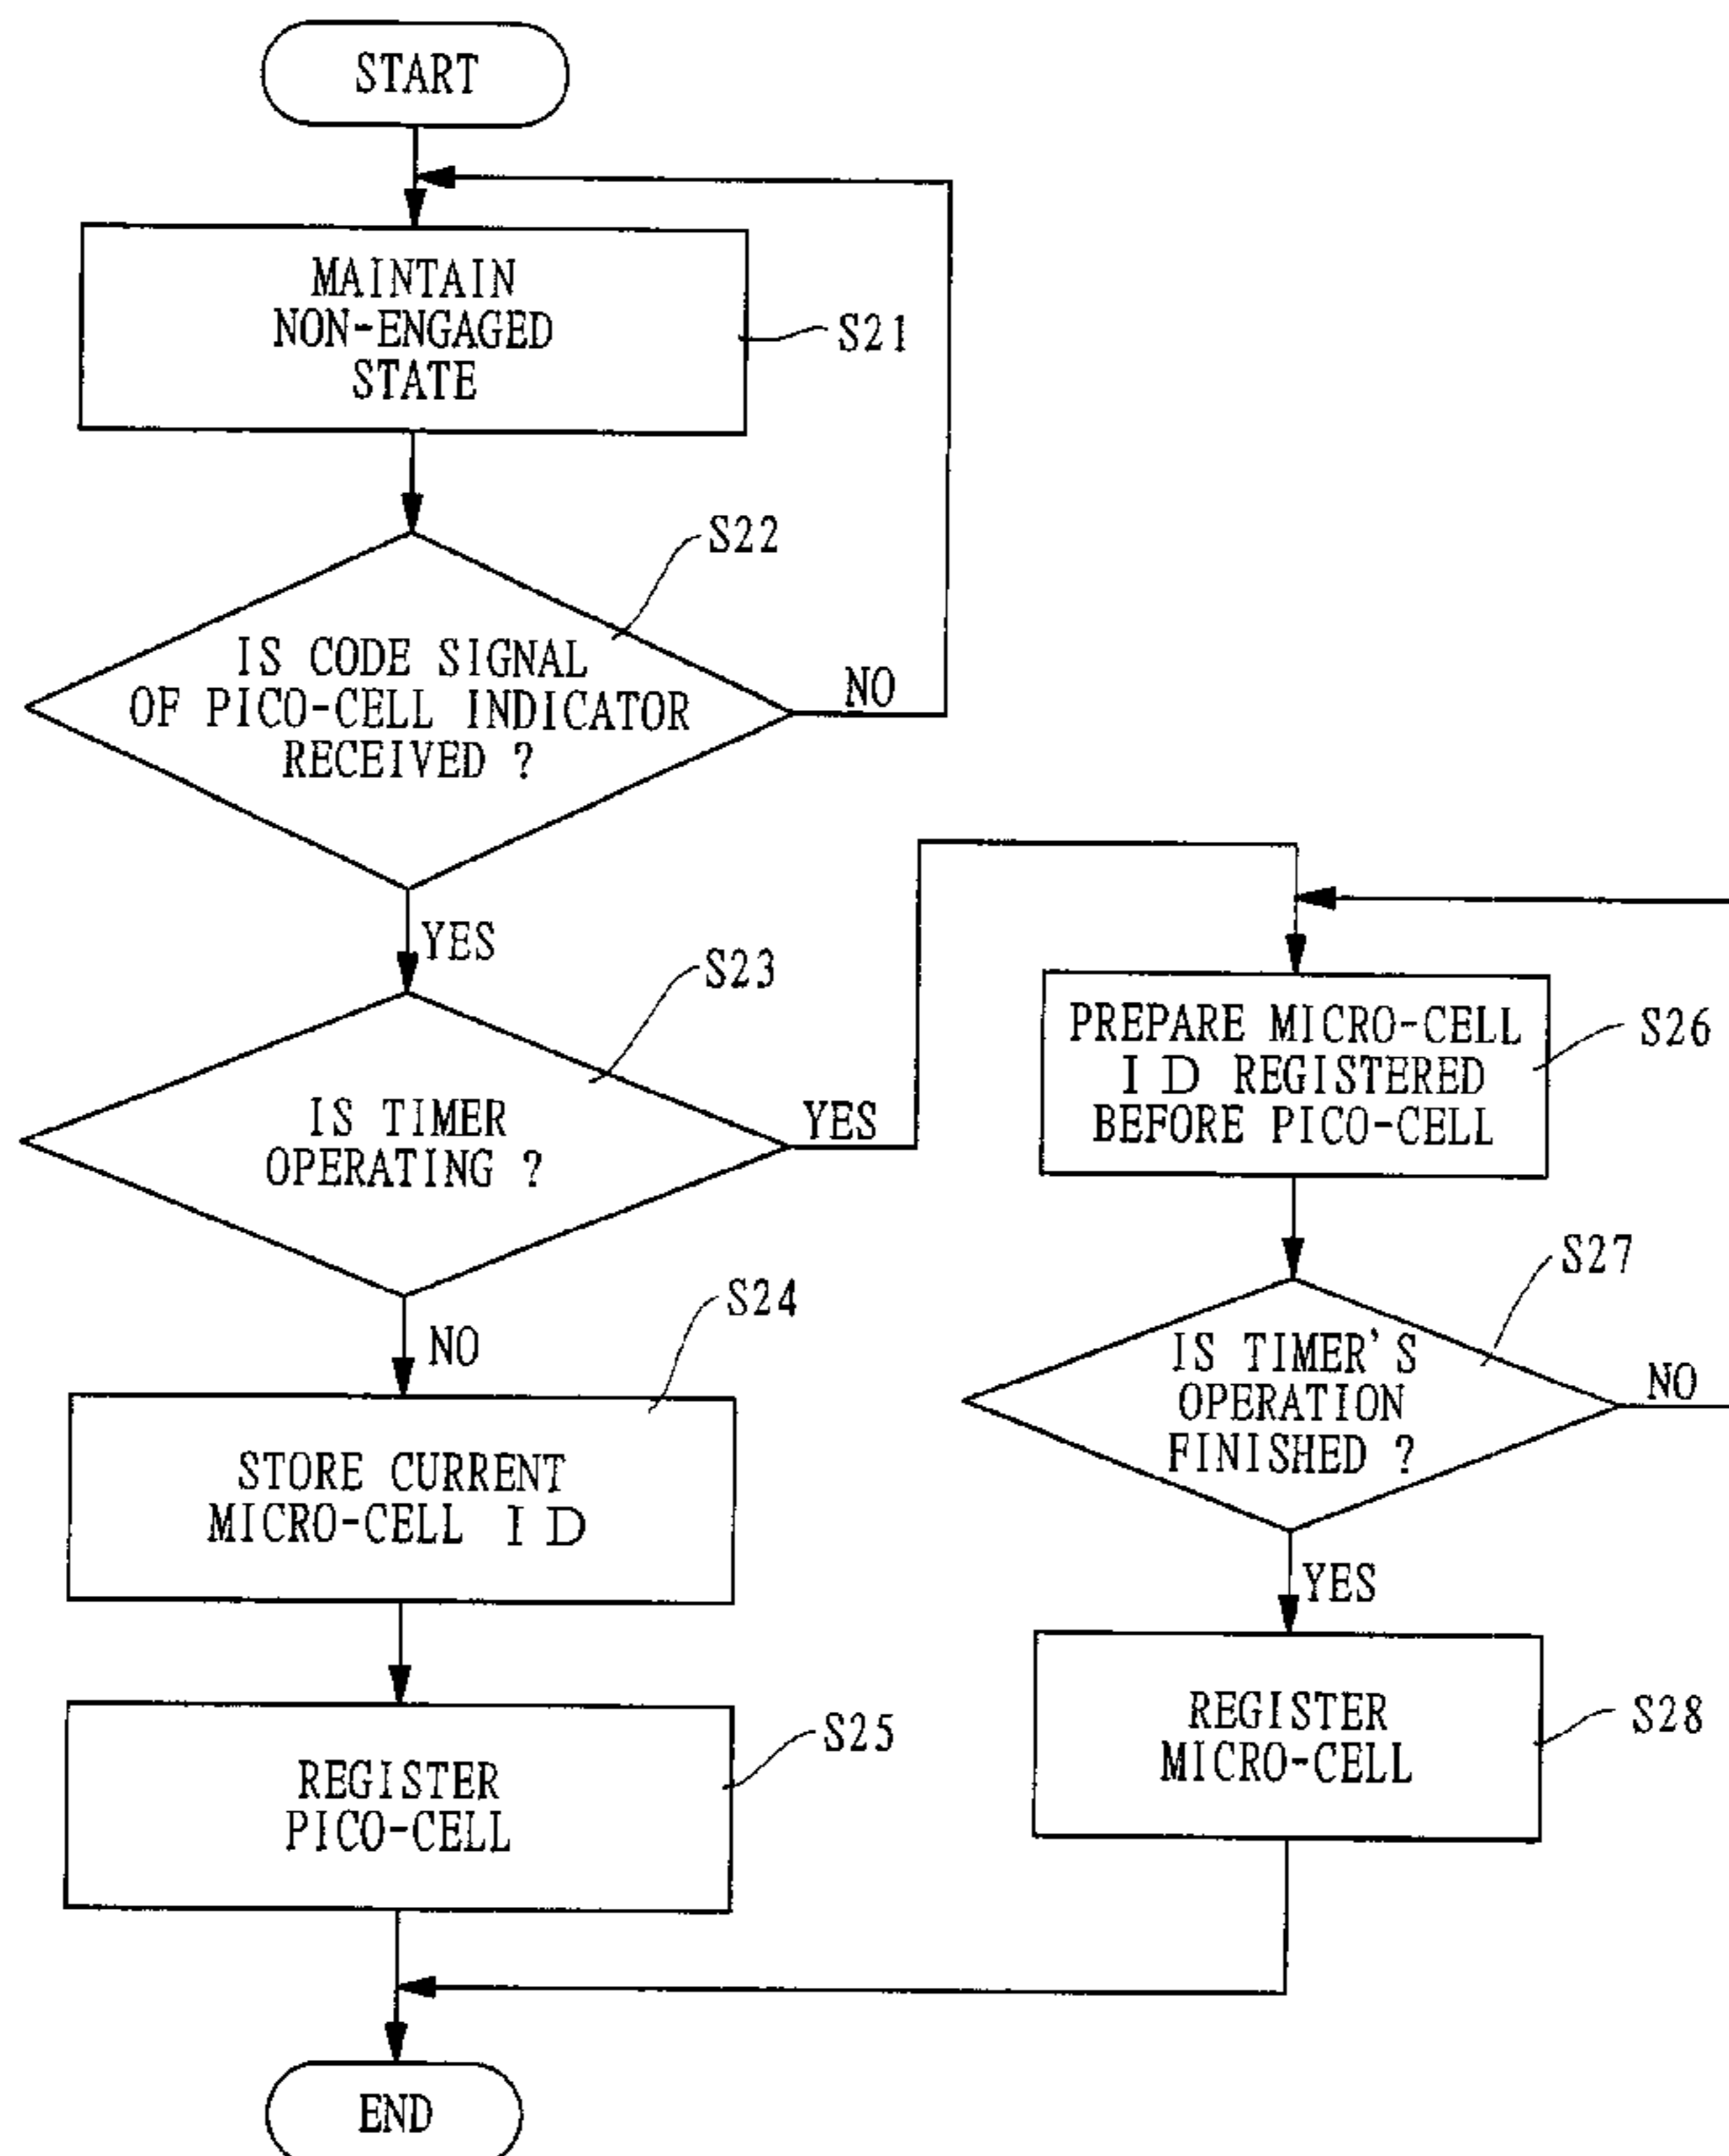 START
MAINTAIN
NON-ENGAGED
STATE
S21
S22
IS CODE SIGNAL
OF PICO-CELL INDICATOR
RECEIVED ?
NO
YES
S23
IS TIMER
OPERATING ?
YES
NO
S24
STORE CURRENT
MICRO-CELL ID
REGISTER
PICO-CELL
S25
PREPARE MICRO-CELL
ID REGISTERED
BEFORE PICO-CELL
S26
S27
IS TIMER'S
OPERATION
FINISHED ?
NO
YES
REGISTER
MICRO-CELL
S28
END